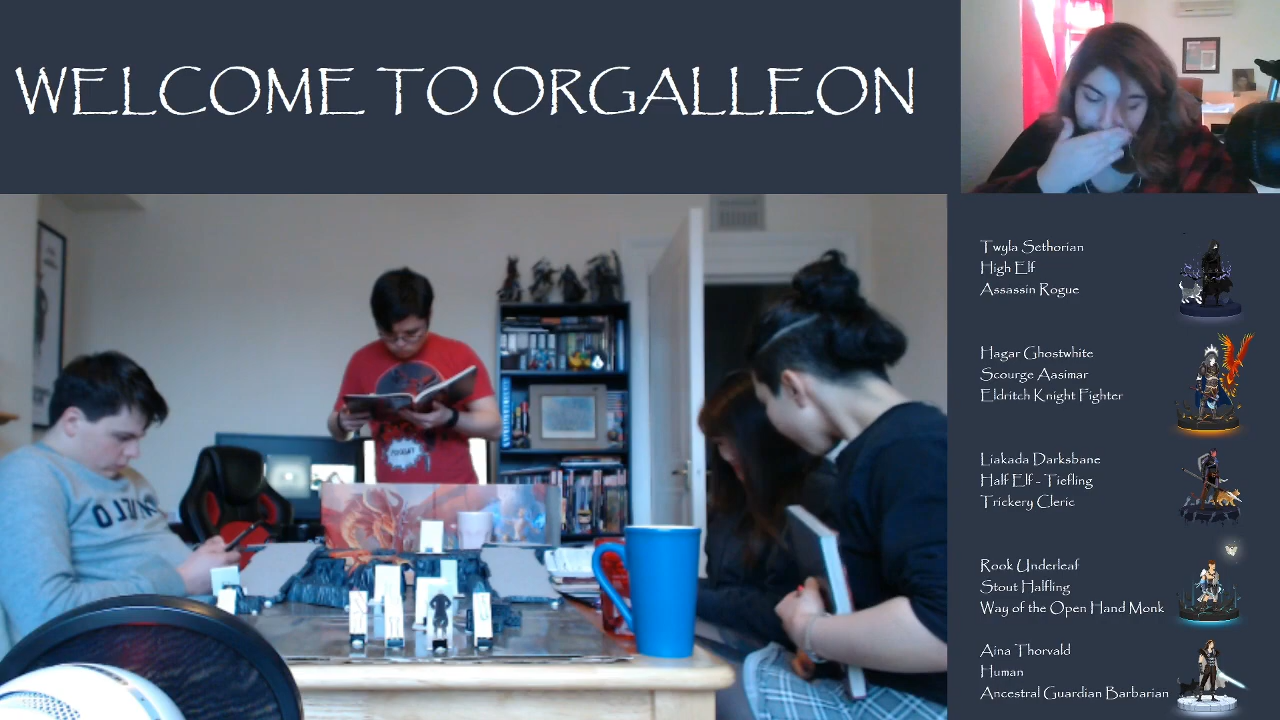 WELCOME TO ORGALLEON
Twyla Sethorian
High Elf
Assassin Rogue
Hagar Ghostwhite
Scourge Aasimar
Eldritch Knight Fighter
Liakada Darksbane
Half Elf - Tiefling
Trickery Cleric
Rook Underleaf
Stout Halfling
Way of the Open Hand Monk
Aina Thorvald
Human
Ancestral Guardian Barbarian